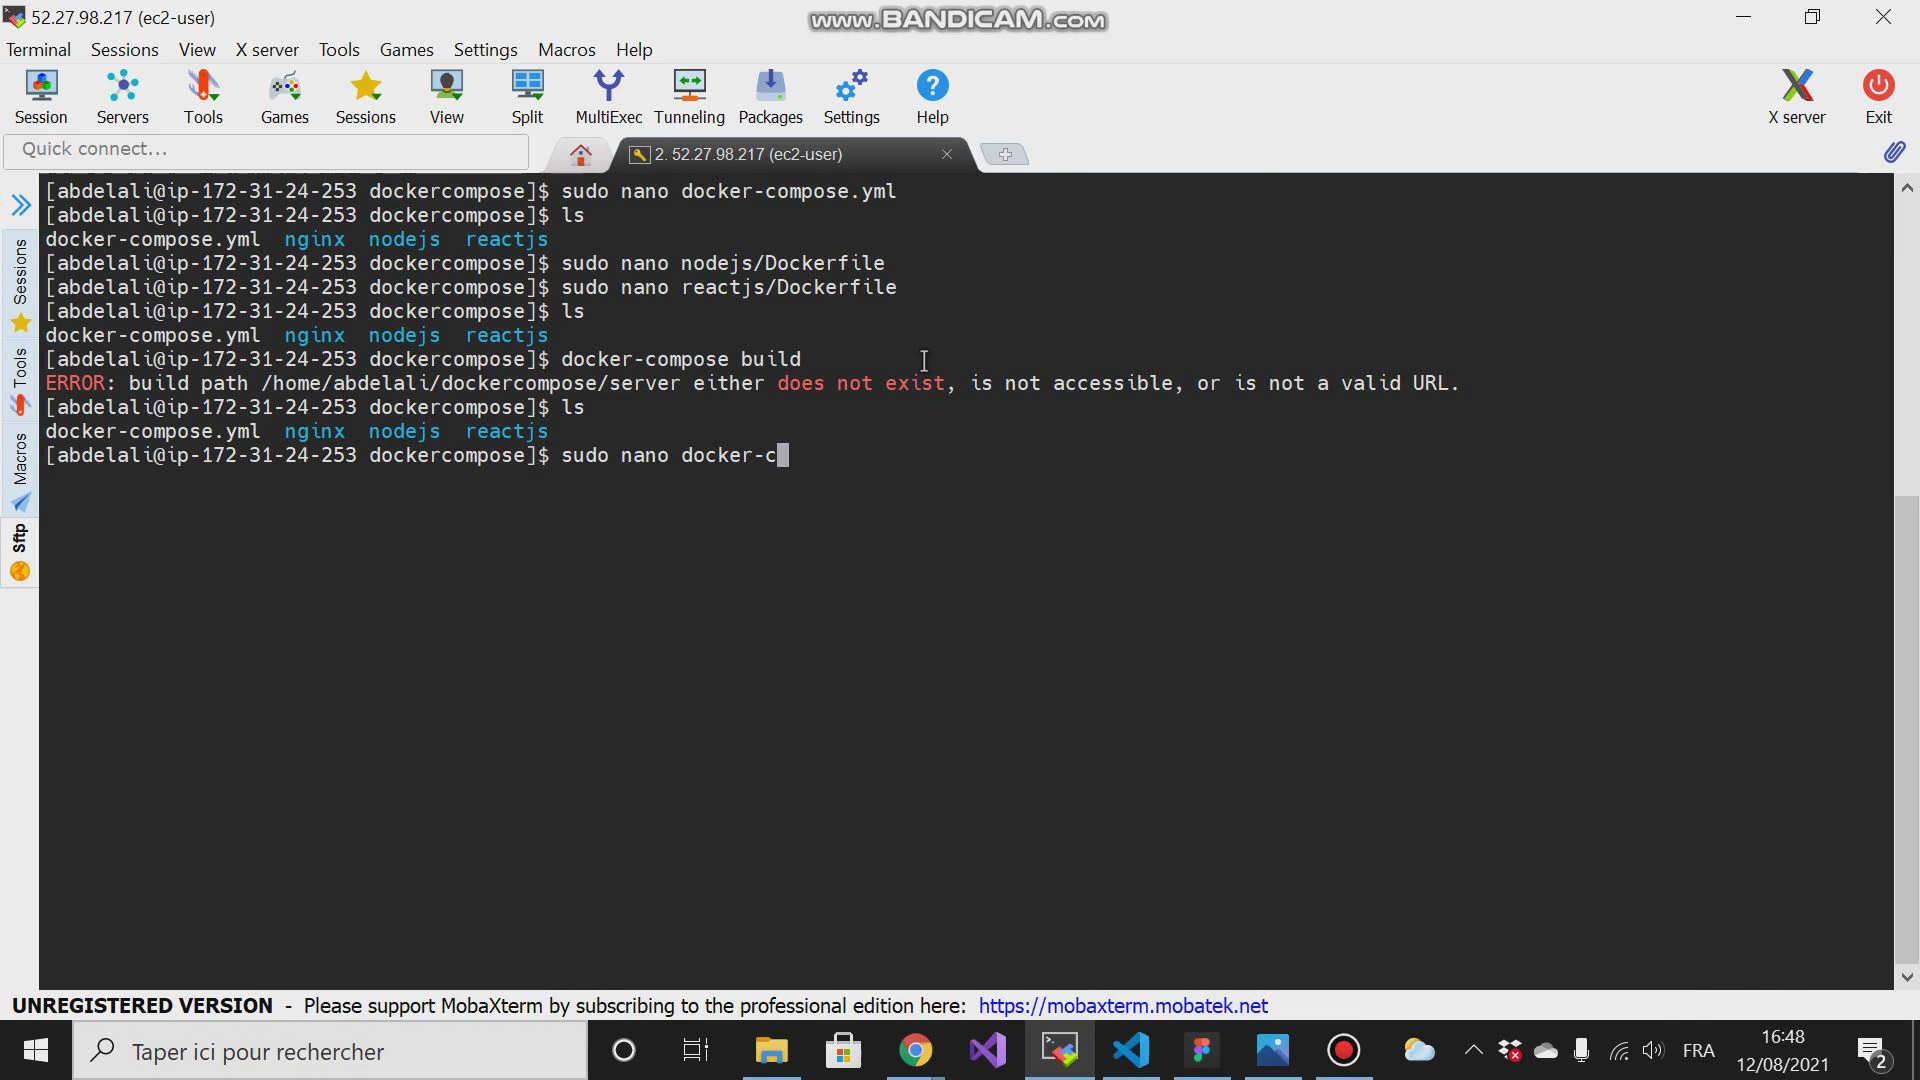 52.27.98.217 (ec2-user)
www.BANDICAM.com
Terminal Sessions View X server Tools Games Settings Macros Help
Session Servers Tools Games Sessions View Split MultiExec Tunneling Packages Settings Help X server Exit
Quick connect...
2. 52.27.98.217 (ec2-user)
Sessions
Tools
Macros
Sftp
[abdelali@ip-172-31-24-253 dockercompose]$ sudo nano docker-compose.yml
[abdelali@ip-172-31-24-253 dockercompose]$ ls
docker-compose.yml nginx nodejs reactjs
[abdelali@ip-172-31-24-253 dockercompose]$ sudo nano nodejs/Dockerfile
[abdelali@ip-172-31-24-253 dockercompose]$ sudo nano reactjs/Dockerfile
[abdelali@ip-172-31-24-253 dockercompose]$ ls
docker-compose.yml nginx nodejs reactjs
[abdelali@ip-172-31-24-253 dockercompose]$ docker-compose build
ERROR: build path /home/abdelali/dockercompose/server either does not exist, is not accessible, or is not a valid URL.
[abdelali@ip-172-31-24-253 dockercompose]$ ls
docker-compose.yml nginx nodejs reactjs
[abdelali@ip-172-31-24-253 dockercompose]$ sudo nano docker-c
UNREGISTERED VERSION - Please support MobaXterm by subscribing to the professional edition here: https://mobaxterm.mobatek.net
Taper ici pour rechercher
FRA
16:48
12/08/2021
2